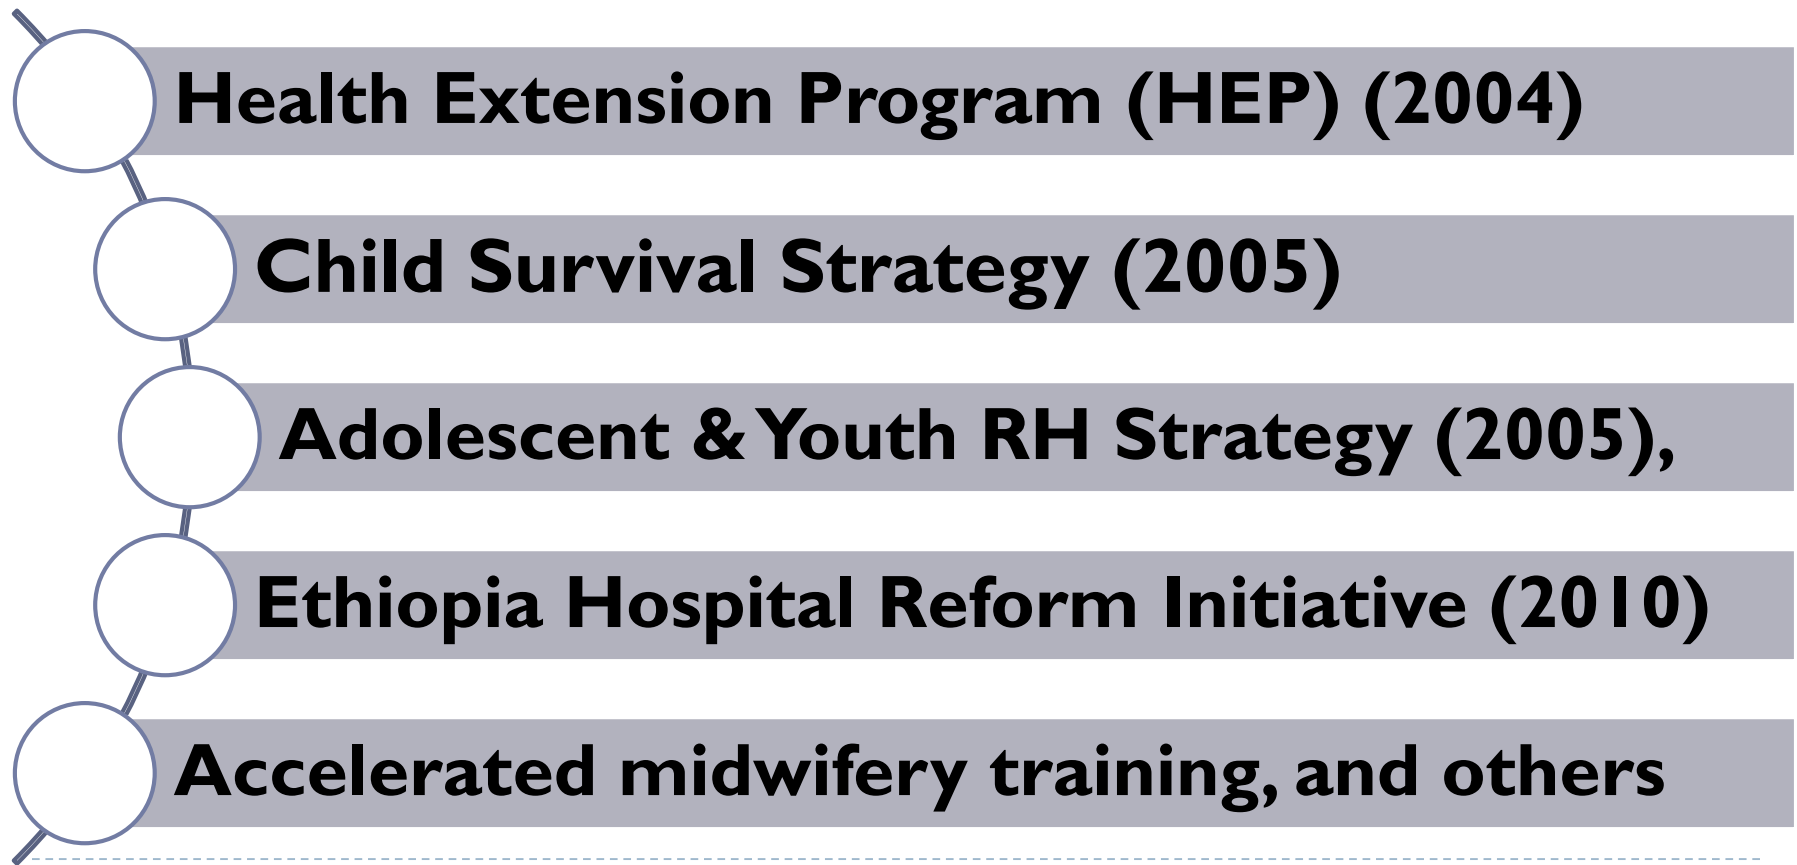 Health Extension Program (HEP) (2004)
Child Survival Strategy (2005)
Adolescent & Youth RH Strategy (2005),
Ethiopia Hospital Reform Initiative (2010)
Accelerated midwifery training, and others